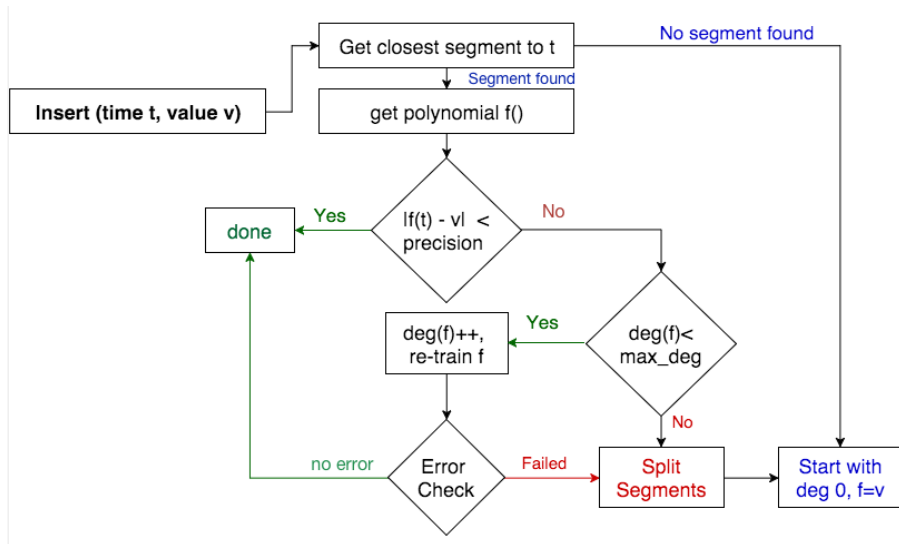 Get closest segment to t
No segment found
Segment found
Insert (time t, value v)
get polynomial f()
|f(t) - v| <
precision
Yes
No
done
deg(f)++,
re-train f
Yes
deg(f)<
max_deg
No
no error
Error
Check
Failed
Split
Segments
Start with
deg 0, f=v